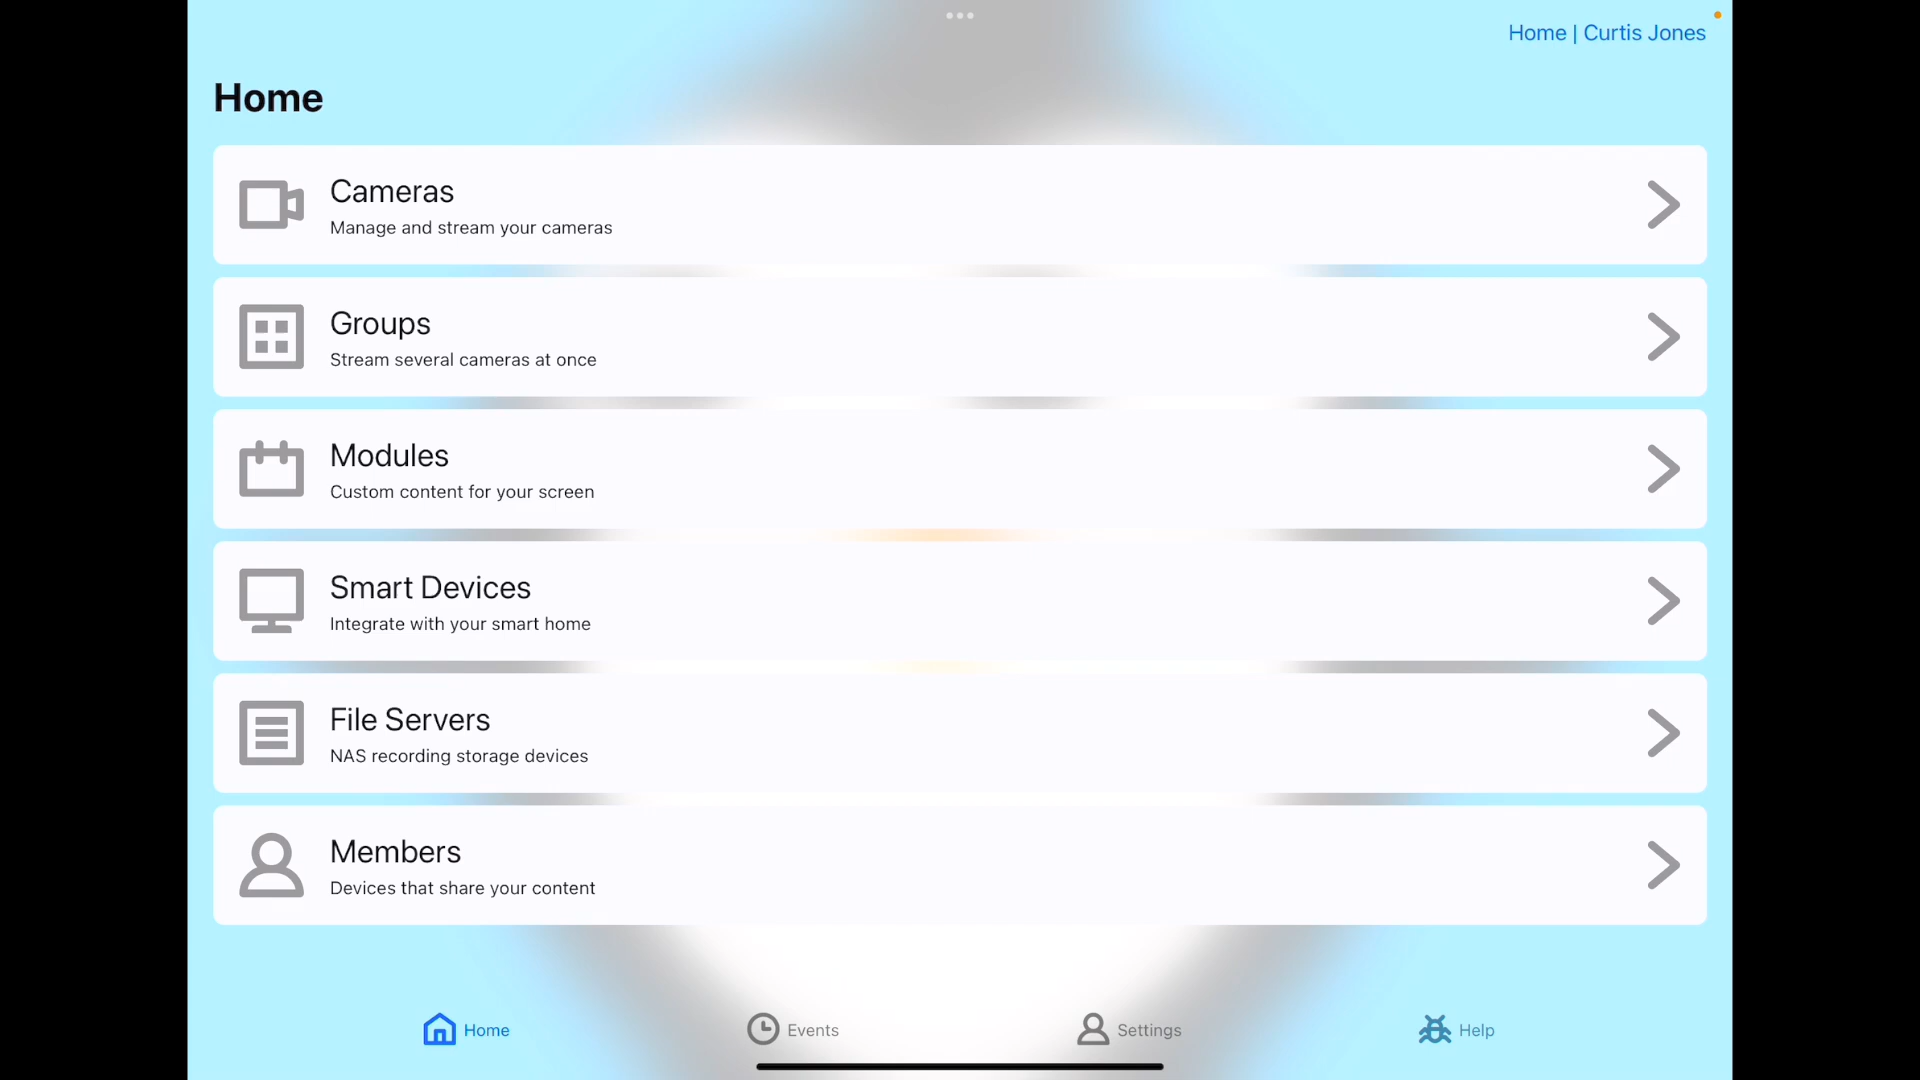 Home | Curtis Jones
Home
Cameras
Manage and stream your cameras
Groups
Stream several cameras at once
Modules
Custom content for your screen
Smart Devices
Integrate with your smart home
File Servers
NAS recording storage devices
Members
Devices that share your content
Home
Events
Settings
Help